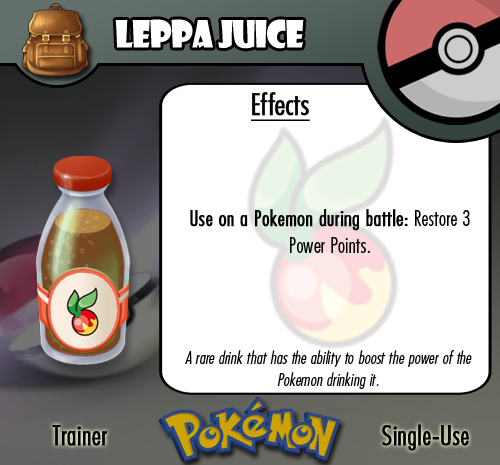 LEPPA JUICE
Effects
Use on a Pokemon during battle: Restore 3
Power Points.
A rare drink that has the ability to boost the power of the
Pokemon drinking it.
Trainer
POKéMON
Single-Use